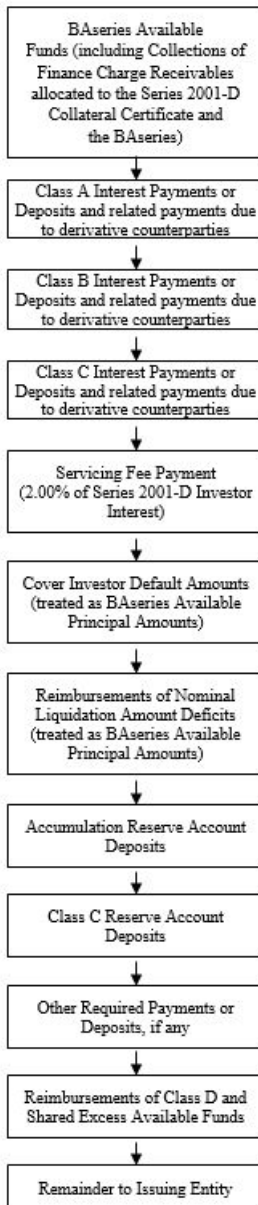 BAseries Available
Funds (including Collections of
Finance Charge Receivables
allocated to the Series 2001-D
Collateral Certificate and
the BAseries)
Class A Interest Payments or
Deposits and related payments due
to derivative counterparties
Class B Interest Payments or
Deposits and related payments due
to derivative counterparties
Class C Interest Payments or
Deposits and related payments due
to derivative counterparties
Servicing Fee Payment
(2.00% of Series 2001-D Investor
Interest)
Cover Investor Default Amounts
(treated as BAseries Available
Principal Amounts)
Reimbursements of Nominal
Liquidation Amount Deficits
(treated as BAseries Available
Principal Amounts)
Accumulation Reserve Account
Deposits
Class C Reserve Account
Deposits
Other Required Payments or
Deposits, if any
Reimbursements of Class D and
Shared Excess Available Funds
Remainder to Issuing Entity